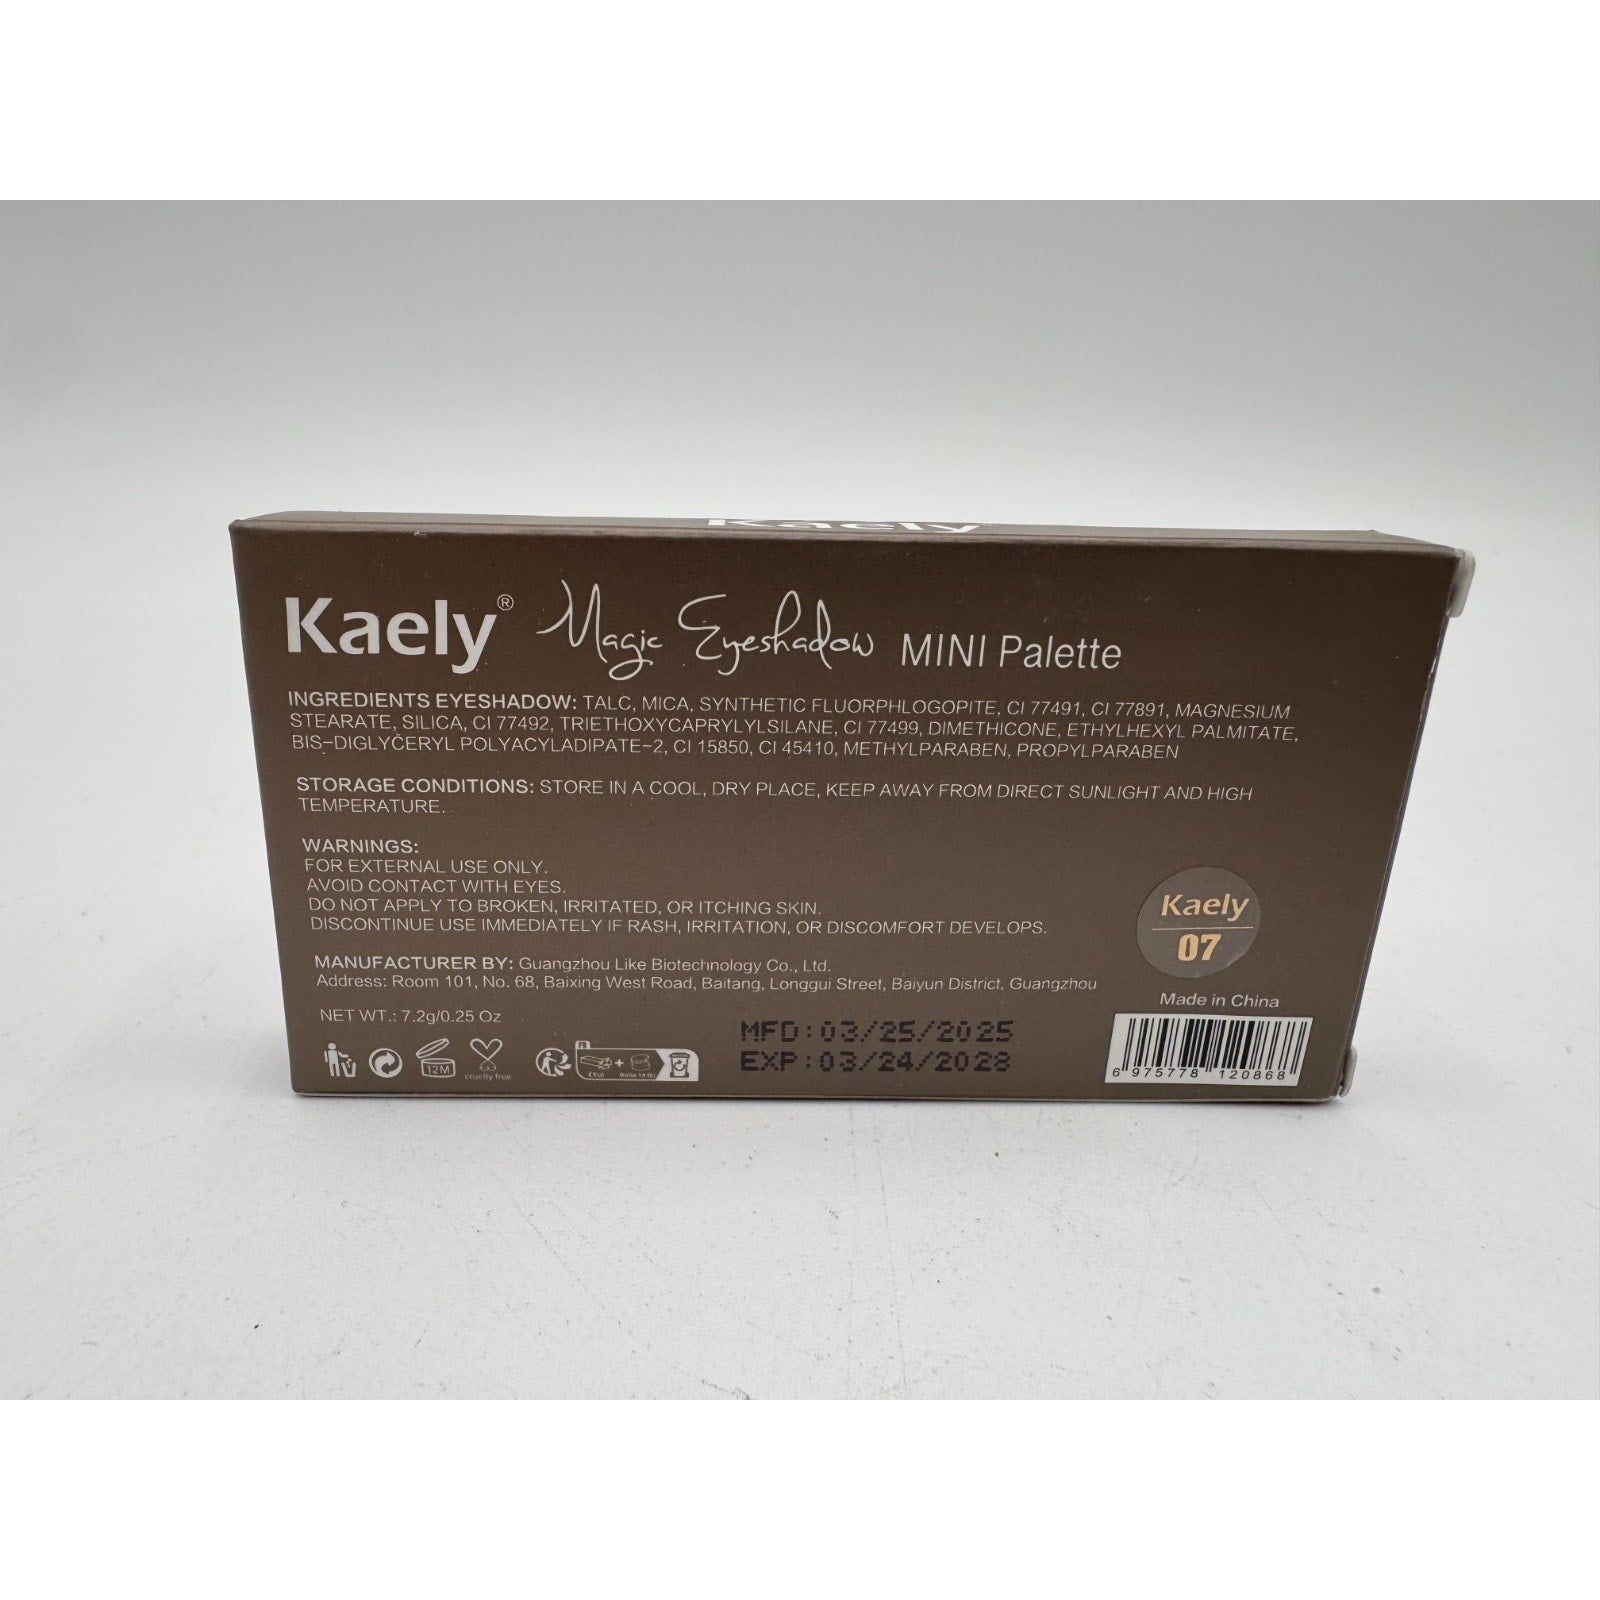 Kaely
Kaely® Magic Eyeshadow MINI Palette
INGREDIENTS EYESHADOW: TALC, MICA, SYNTHETIC FLUORPHLOGOPITE, CI 77491, CI 77891, MAGNESIUM
STEARATE, SILICA, CI 77492, TRIETHOXYCAPRYLYLSILANE, CI 77499, DIMETHICONE, ETHYLHEXYL PALMITATE,
BIS-DIGLYCERYL POLYACYLADIPATE-2, CI 15850, CI 45410, METHYLPARABEN, PROPYLPARABEN
STORAGE CONDITIONS: STORE IN A COOL, DRY PLACE, KEEP AWAY FROM DIRECT SUNLIGHT AND HIGH
TEMPERATURE.
WARNINGS:
FOR EXTERNAL USE ONLY.
AVOID CONTACT WITH EYES.
DO NOT APPLY TO BROKEN, IRRITATED, OR ITCHING SKIN.
DISCONTINUE USE IMMEDIATELY IF RASH, IRRITATION, OR DISCOMFORT DEVELOPS.
Kaely
07
MANUFACTURER BY: Guangzhou Like Biotechnology Co., Ltd.
Address: Room 101, No. 68, Baixing West Road, Baitang, Longgui Street, Baiyun District, Guangzhou
Made in China
NET WT.: 7.2g/0.25 Oz
MFD:03/25/2025
EXP:03/24/2028
12M
cruelty free
FR
+
6 975778 120868